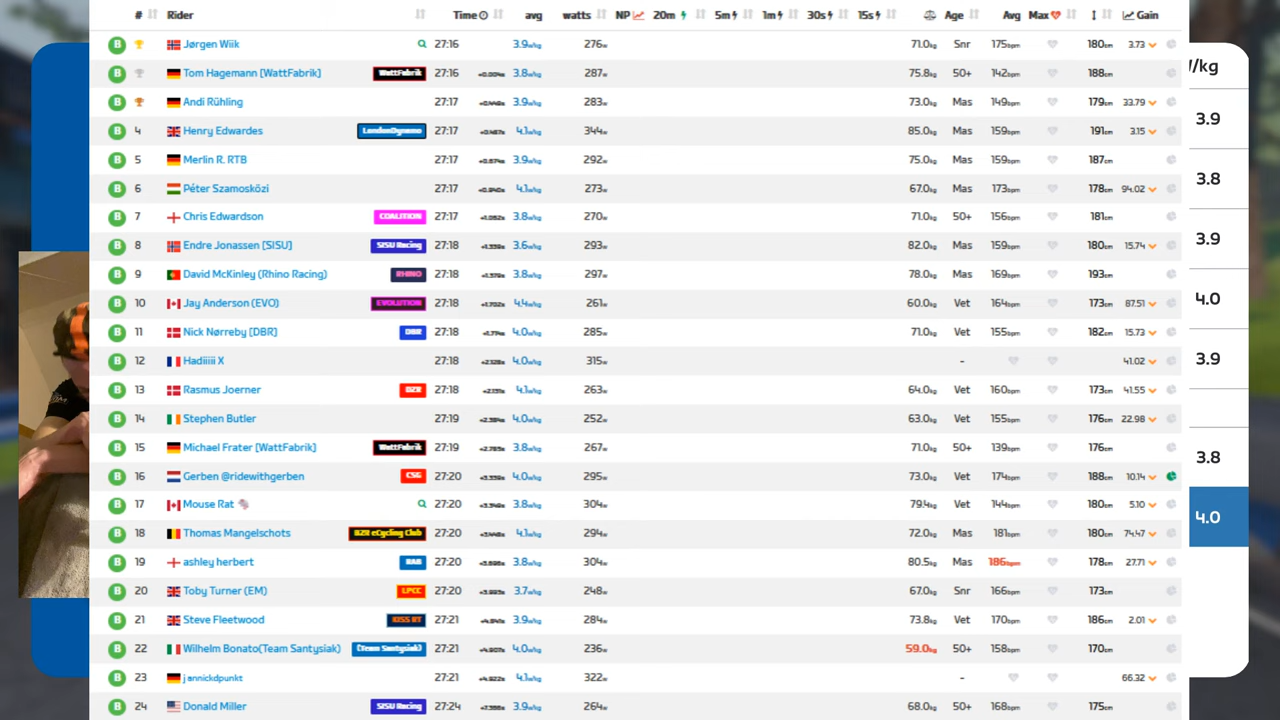 # Rider Time avg watts NP 20m 5m 1m 30s 15s Age Avg Max Gain
B Jørgen Wiik 27:16 3.9w/kg 276w 71.0kg Snr 175bpm 180cm 3.73
B Tom Hagemann [WattFabrik] WattFabrik 27:16 3.8w/kg 287w 75.8kg 50+ 142bpm 188cm
B Andi Rühling 27:17 3.9w/kg 283w 73.0kg Mas 149bpm 179cm 33.79
B 4 Henry Edwardes LondonDynamo 27:17 4.1w/kg 344w 85.0kg Mas 159bpm 191cm 3.15
B 5 Merlin R. RTB 27:17 3.9w/kg 292w 75.0kg Mas 159bpm 187cm
B 6 Péter Szamosközi 27:17 4.1w/kg 273w 67.0kg Mas 173bpm 178cm 94.02
B 7 Chris Edwardson COALITION 27:17 3.8w/kg 270w 71.0kg 50+ 156bpm 181cm
B 8 Endre Jonassen [SISU] SISU Racing 27:18 3.6w/kg 293w 82.0kg Mas 159bpm 180cm 15.74
B 9 David McKinley (Rhino Racing) RHINO 27:18 3.8w/kg 297w 78.0kg Mas 169bpm 193cm
B 10 Jay Anderson (EVO) EVOLUTION 27:18 4.4w/kg 261w 60.0kg Vet 164bpm 173cm 87.51
B 11 Nick Nørreby [DBR] DBR 27:18 4.0w/kg 285w 71.0kg Vet 155bpm 182cm 15.73
B 12 Hadiiiii X 27:18 4.0w/kg 315w - 41.02
B 13 Rasmus Joerner 27:18 4.1w/kg 263w 64.0kg Vet 160bpm 173cm 41.55
B 14 Stephen Butler 27:19 4.0w/kg 252w 63.0kg Vet 155bpm 176cm 22.98
B 15 Michael Frater [WattFabrik] WattFabrik 27:19 3.8w/kg 267w 71.0kg 50+ 139bpm 176cm
B 16 Gerben @ridewithgerben CSG 27:20 4.0w/kg 295w 73.0kg Vet 174bpm 188cm 10.14
B 17 Mouse Rat 27:20 3.8w/kg 304w 79.4kg Vet 144bpm 180cm 5.10
B 18 Thomas Mangelschots BZR eCycling Club 27:20 4.1w/kg 294w 72.0kg Mas 181bpm 180cm 74.47
B 19 ashley herbert 27:20 3.8w/kg 304w 80.5kg Mas 186bpm 178cm 27.71
B 20 Toby Turner (EM) LPCC 27:20 3.7w/kg 248w 67.0kg Snr 166bpm 173cm
B 21 Steve Fleetwood KISS RT 27:21 3.9w/kg 284w 73.8kg Vet 170bpm 186cm 2.01
B 22 Wilhelm Bonato(Team Santysiak) (Team Santysiak) 27:21 4.0w/kg 236w 59.0kg 50+ 158bpm 170cm
B 23 jannickdpunkt 27:21 4.1w/kg 322w - 66.32
B 24 Donald Miller SISU Racing 27:24 3.9w/kg 264w 68.0kg 50+ 168bpm 175cm
/kg
3.9
3.8
3.9
4.0
3.9
3.8
4.0